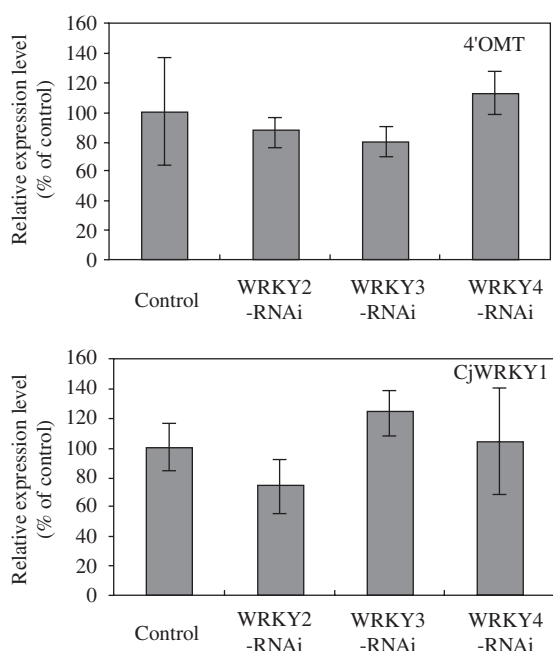 Relative expression level
(% of control)
160
140
120
100
80
60
40
20
0
4'OMT
Control
WRKY2
-RNAi
WRKY3
-RNAi
WRKY4
-RNAi
Relative expression level
(% of control)
160
140
120
100
80
60
40
20
0
CjWRKY1
Control
WRKY2
-RNAi
WRKY3
-RNAi
WRKY4
-RNAi